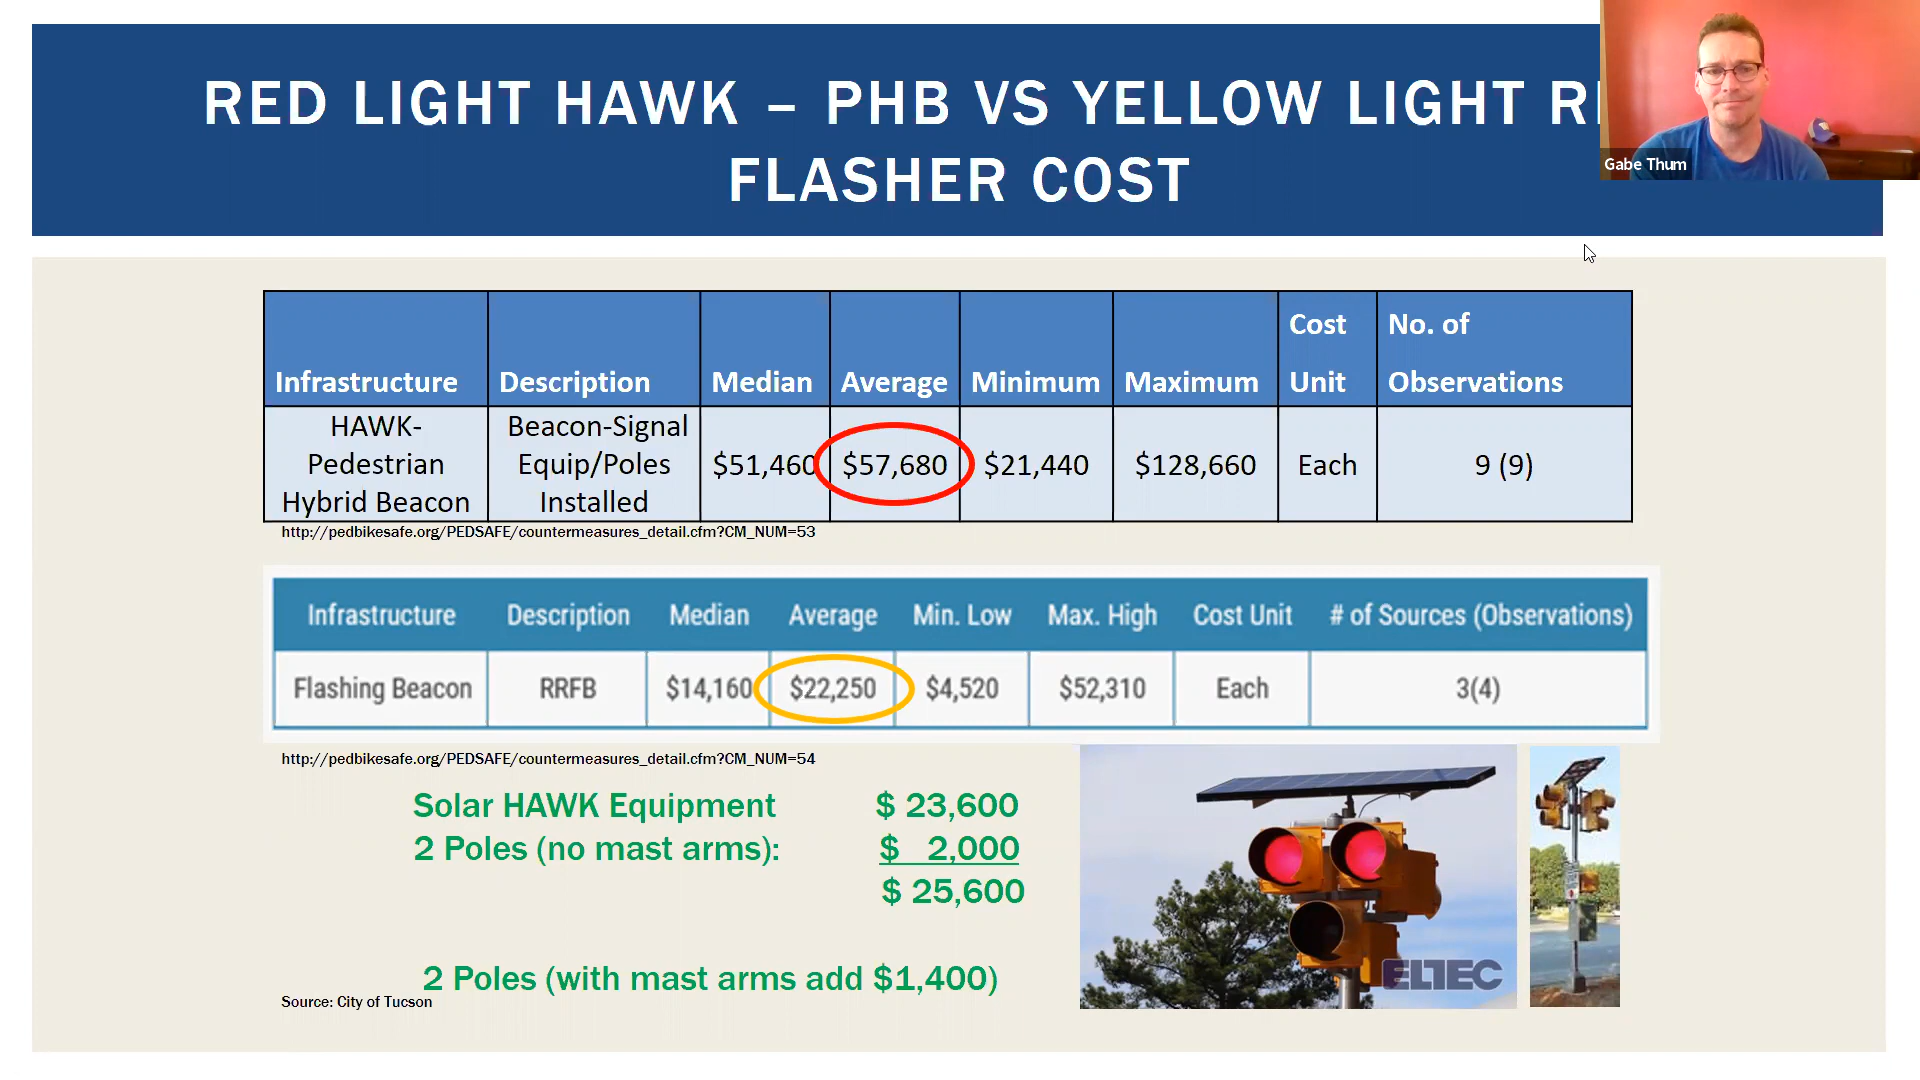 RED LIGHT HAWK – PHB VS YELLOW LIGHT
FLASHER COST
Gabe Thum
Infrastructure Description Median Average Minimum Maximum Cost Unit No. of Observations
HAWK-Pedestrian Hybrid Beacon Beacon-Signal Equip/Poles Installed $51,460 $57,680 $21,440 $128,660 Each 9 (9)
http://pedbikesafe.org/PEDSAFE/countermeasures_detail.cfm?CM_NUM=53
Infrastructure Description Median Average Min. Low Max. High Cost Unit # of Sources (Observations)
Flashing Beacon RRFB $14,160 $22,250 $4,520 $52,310 Each 3(4)
http://pedbikesafe.org/PEDSAFE/countermeasures_detail.cfm?CM_NUM=54
Solar HAWK Equipment $ 23,600
2 Poles (no mast arms): $ 2,000
$ 25,600
2 Poles (with mast arms add $1,400)
Source: City of Tucson
ELTEC